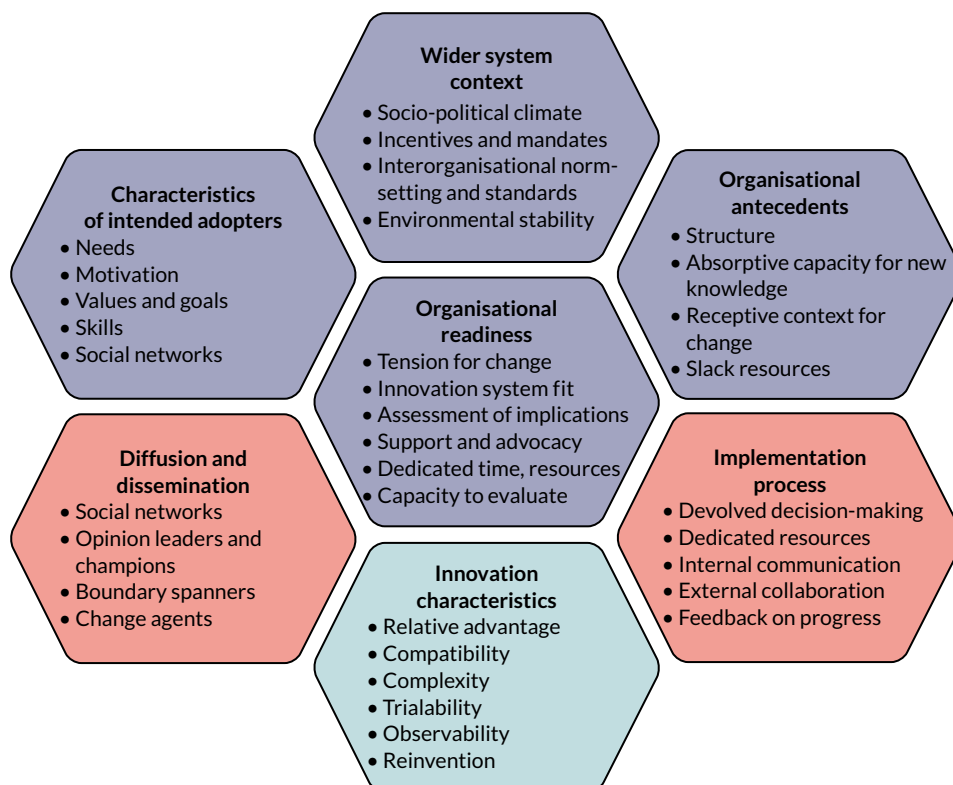 Wider system
context
• Socio-political climate
• Incentives and mandates
• Interorganisational norm-
setting and standards
• Environmental stability
Characteristics
of intended adopters
• Needs
• Motivation
• Values and goals
• Skills
• Social networks
Organisational
antecedents
• Structure
• Absorptive capacity for new
knowledge
• Receptive context for
change
• Slack resources
Organisational
readiness
• Tension for change
• Innovation system fit
• Assessment of implications
• Support and advocacy
• Dedicated time, resources
• Capacity to evaluate
Diffusion and
dissemination
• Social networks
• Opinion leaders and
champions
• Boundary spanners
• Change agents
Implementation
process
• Devolved decision-making
• Dedicated resources
• Internal communication
• External collaboration
• Feedback on progress
Innovation
characteristics
• Relative advantage
• Compatibility
• Complexity
• Trialability
• Observability
• Reinvention